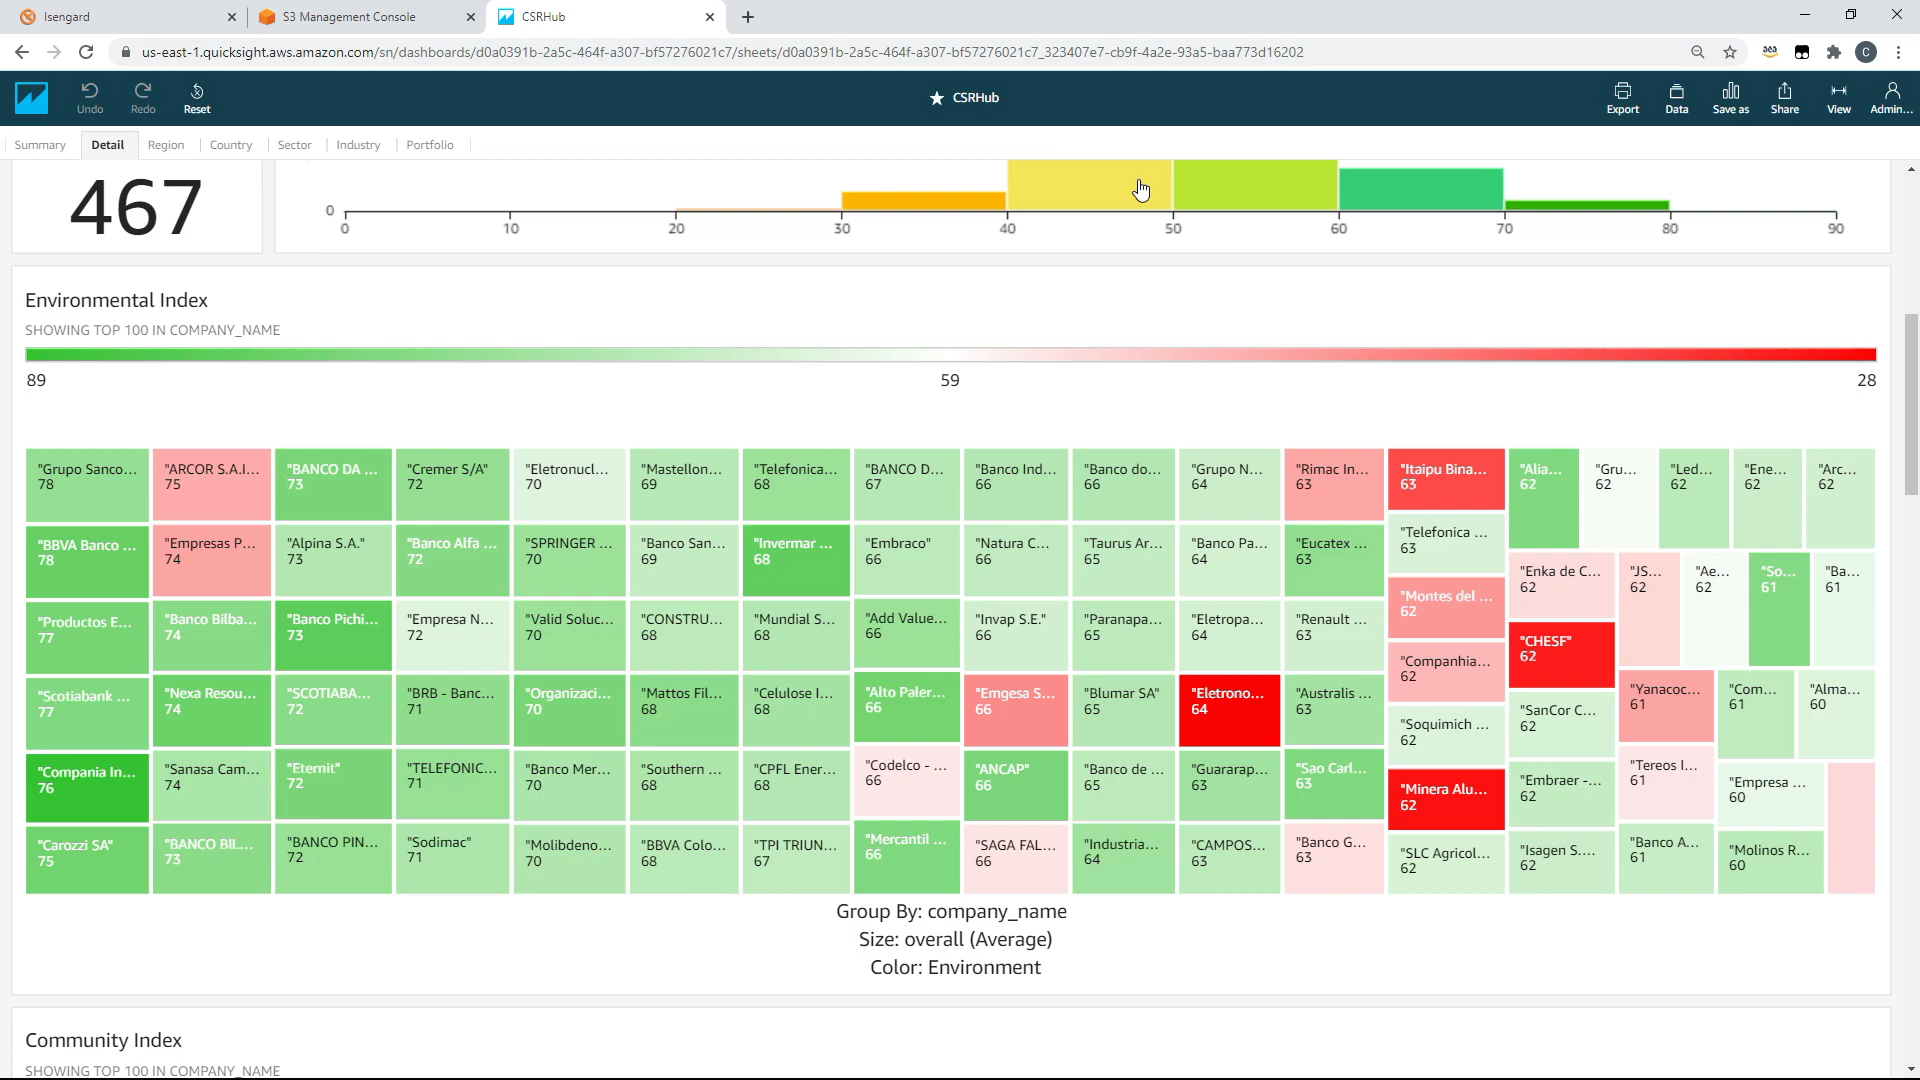 Isengard
S3 Management Console
CSRHub
us-east-1.quicksight.aws.amazon.com/sn/dashboards/d0a0391b-2a5c-464f-a307-bf57276021c7/sheets/d0a0391b-2a5c-464f-a307-bf57276021c7_323407e7-cb9f-4a2e-93a5-baa773d16202
C
Undo Redo Reset
CSRHub
Export Data Save as Share View Admin...
Summary Detail Region Country Sector Industry Portfolio
467
0
0 10 20 30 40 50 60 70 80 90
Environmental Index
SHOWING TOP 100 IN COMPANY_NAME
89 59 28
"Grupo Sanco...
78
"BBVA Banco ...
78
"Productos E...
77
"Scotiabank ...
77
"Compania In...
76
"Carozzi SA"
75
"ARCOR S.A.I...
75
"Empresas P...
74
"Banco Bilba...
74
"Nexa Resou...
74
"Sanasa Cam...
74
"BANCO BIL...
73
"BANCO DA ...
73
"Alpina S.A."
73
"Banco Pichi...
73
"SCOTIABA...
72
"Eternit"
72
"BANCO PIN...
72
"Cremer S/A"
72
"Banco Alfa ...
72
"Empresa N...
72
"BRB - Banc...
71
"TELEFONIC...
71
"Sodimac"
71
"Eletronucl...
70
"SPRINGER ...
70
"Valid Soluc...
70
"Organizaci...
70
"Banco Mer...
70
"Molibdeno...
70
"Mastellon...
69
"Banco San...
69
"CONSTRU...
68
"Mattos Fil...
68
"Southern ...
68
"BBVA Colo...
68
"Telefonica...
68
"Invermar ...
68
"Mundial S...
68
"Celulose I...
68
"CPFL Ener...
68
"TPI TRIUN...
67
"BANCO D...
67
"Embraco"
66
"Add Value...
66
"Alto Paler...
66
"Codelco - ...
66
"Mercantil ...
66
"Banco Ind...
66
"Natura C...
66
"Invap S.E."
66
"Emgesa S...
66
"ANCAP"
66
"SAGA FAL...
66
"Banco do...
66
"Taurus Ar...
65
"Paranapa...
65
"Blumar SA"
65
"Banco de ...
65
"Industria...
64
"Grupo N...
64
"Banco Pa...
64
"Eletropa...
64
"Eletrono...
64
"Guararap...
63
"CAMPOS...
63
"Rimac In...
63
"Eucatex ...
63
"Renault ...
63
"Australis ...
63
"Sao Carl...
63
"Banco G...
63
"Itaipu Bina...
63
"Telefonica ...
63
"Montes del ...
62
"Companhia...
62
"Soquimich ...
62
"Minera Alu...
62
"SLC Agricol...
62
"Alia...
62
"Gru...
62
"Led...
62
"Ene...
62
"Arc...
62
"Enka de C...
62
"CHESF"
62
"SanCor C...
62
"Embraer -...
62
"Isagen S....
62
"JS...
62
"Ae...
62
"So...
61
"Ba...
61
"Yanacoc...
61
"Tereos I...
61
"Banco A...
61
"Com...
61
"Alma...
60
"Empresa ...
60
"Molinos R...
60
Group By: company_name
Size: overall (Average)
Color: Environment
Community Index
SHOWING TOP 100 IN COMPANY_NAME